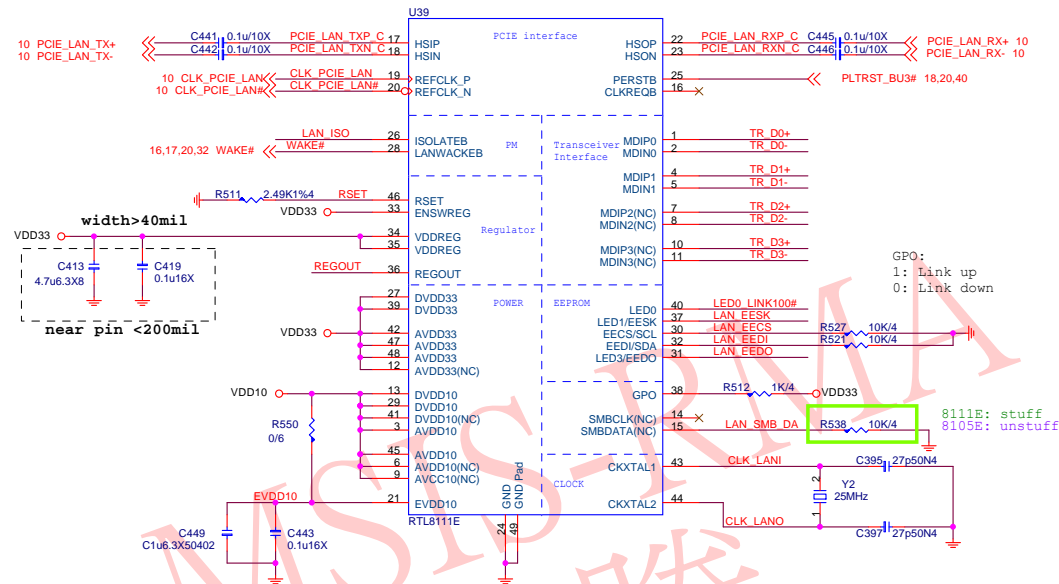 U39
C441 0.1u/10X PCIE_LAN_TXP_C 17 HSIP PCIE interface HSOP 22 PCIE_LAN_RXP_C C445 0.1u/10X
10 PCIE_LAN_TX+ PCIE_LAN_RX+ 10
C442 0.1u/10X PCIE_LAN_TXN_C 18 HSIN HSON 23 PCIE_LAN_RXN_C C446 0.1u/10X
10 PCIE_LAN_TX- PCIE_LAN_RX- 10
10 CLK_PCIE_LAN CLK_PCIE_LAN 19 REFCLK_P PERSTB 25 PLTRST_BU3# 18,20,40
10 CLK_PCIE_LAN# CLK_PCIE_LAN# 20 REFCLK_N CLKREQB 16
LAN_ISO 26 ISOLATEB PM Transceiver Interface MDIP0 1 TR_D0+
16,17,20,32 WAKE# WAKE# 28 LANWACKEB MDIN0 2 TR_D0-
MDIP1 4 TR_D1+
MDIN1 5 TR_D1-
R511 2.49K1%4 RSET 46 RSET
VDD33 33 ENSWREG MDIP2(NC) 7 TR_D2+
MDIN2(NC) 8 TR_D2-
width>40mil
VDD33 34 VDDREG Regulator
35 VDDREG MDIP3(NC) 10 TR_D3+
MDIN3(NC) 11 TR_D3-
C413 4.7u6.3X8
C419 0.1u16X
near pin <200mil
REGOUT 36 REGOUT
GPO:
1: Link up
0: Link down
27 DVDD33 POWER EEPROM
39 DVDD33 LED0 40 LED0_LINK100#
LED1/EESK 37 LAN_EESK
VDD33 42 AVDD33 EECS/SCL 30 LAN_EECS R527 10K/4
47 AVDD33 EEDI/SDA 32 LAN_EEDI R521 10K/4
48 AVDD33 LED3/EEDO 31 LAN_EEDO
12 AVDD33(NC)
VDD10 13 DVDD10 GPO 38 R512 1K/4 VDD33
29 DVDD10
41 DVDD10(NC) SMBCLK(NC) 14
3 AVDD10 SMBDATA(NC) 15 LAN_SMB_DA R538 10K/4
8111E: stuff
8105E: unstuff
R550
0/6
45 AVDD10
6 AVDD10(NC) CKXTAL1 43 CLK_LANI C395 27p50N4
9 AVCC10(NC)
CLOCK
2 Y2
1 25MHz
EVDD10 21 EVDD10 CKXTAL2 44 CLK_LANO C397 27p50N4
GND
GND Pad
RTL8111E
24
49
C449
C1u6.3X50402
C443
0.1u16X
MSIS-RMA